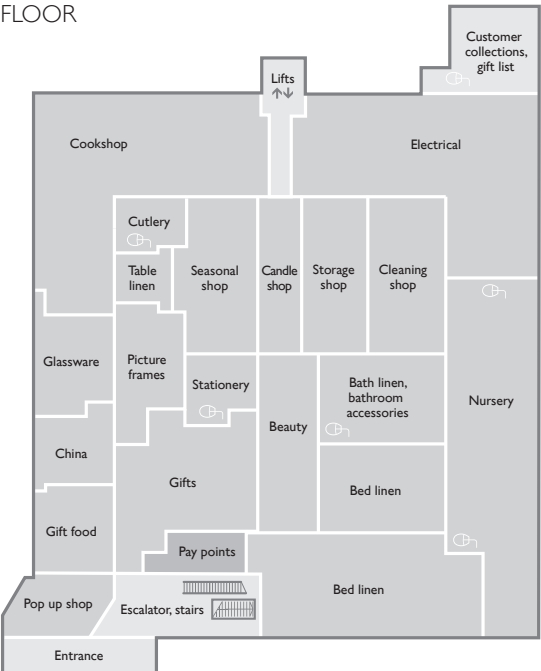 FLOOR
Customer
collections,
gift list
Lifts
Cookshop
Electrical
Cutlery
Table
linen
Seasonal
shop
Candle
shop
Storage
shop
Cleaning
shop
Glassware
Picture
frames
Stationery
Bath linen,
bathroom
accessories
Nursery
Beauty
China
Gifts
Bed linen
Gift food
Pay points
Pop up shop
Escalator, stairs
Bed linen
Entrance